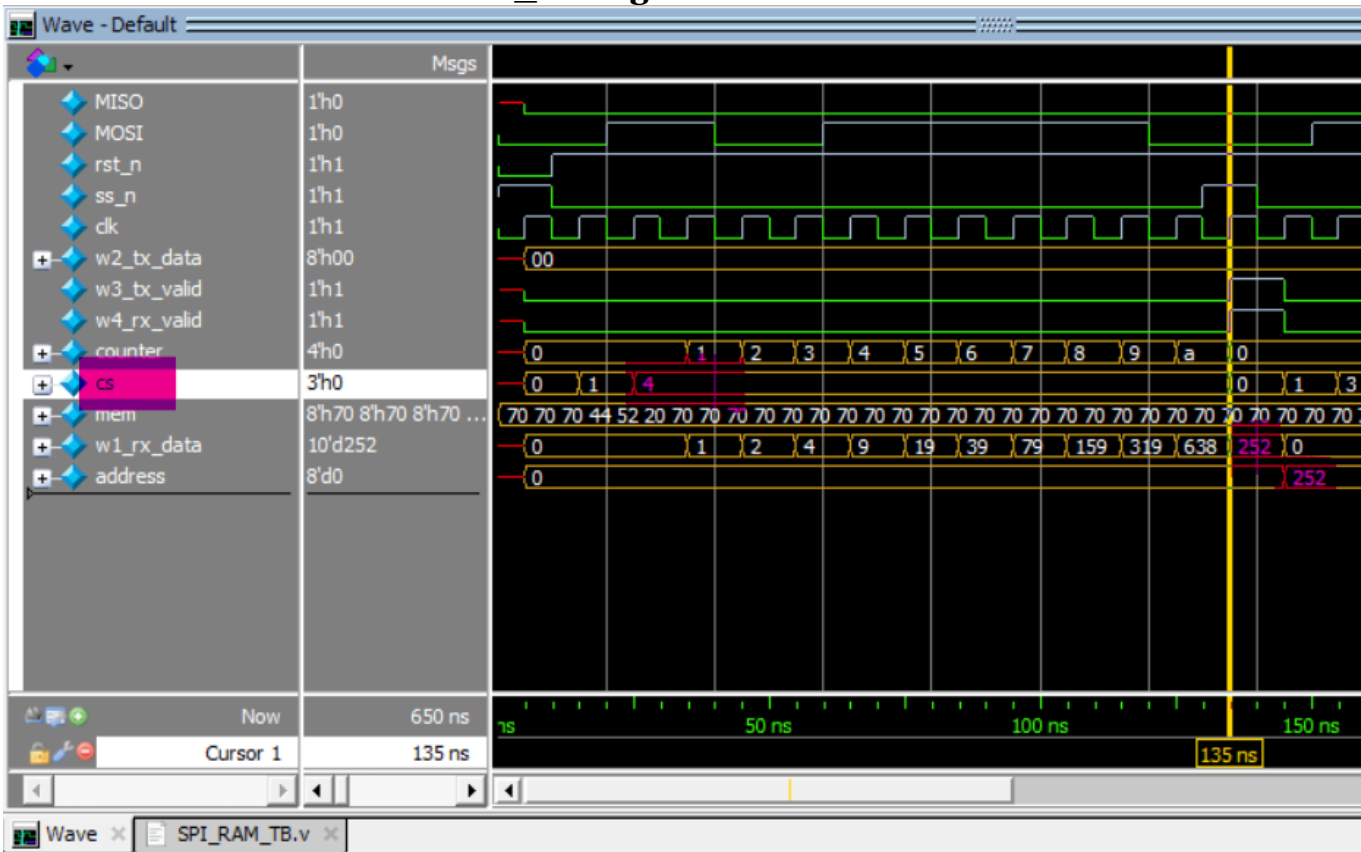 Wave - Default
Msgs
MISO 1'h0
MOSI 1'h0
rst_n 1'h1
ss_n 1'h1
clk 1'h1
w2_tx_data 8'h00 00
w3_tx_valid 1'h1
w4_rx_valid 1'h1
counter 4'h0 0 1 2 3 4 5 6 7 8 9 a 0
cs 3'h0 0 1 4 0 1 3
mem 8'h70 8'h70 8'h70 ... 70 70 70 44 52 20 70 70 70 70 70 70 70 70 70 70 70 70 70 70 70 70 70 70 70 70 70 70 70 70
w1_rx_data 10'd252 0 1 2 4 9 19 39 79 159 319 638 252 0
address 8'd0 0 252
Now 650 ns ns 50 ns 100 ns 150 ns
Cursor 1 135 ns 135 ns
Wave SPI_RAM_TB.v